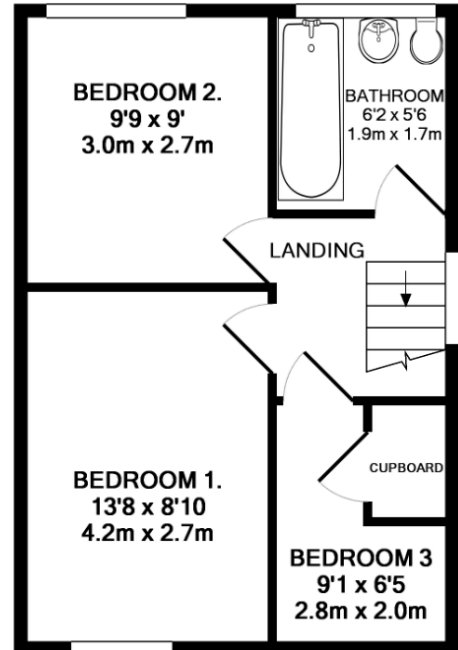 BEDROOM 2.
9'9 x 9'
3.0m x 2.7m
BATHROOM
6'2 x 5'6
1.9m x 1.7m
LANDING
BEDROOM 1.
13'8 x 8'10
4.2m x 2.7m
CUPBOARD
BEDROOM 3
9'1 x 6'5
2.8m x 2.0m